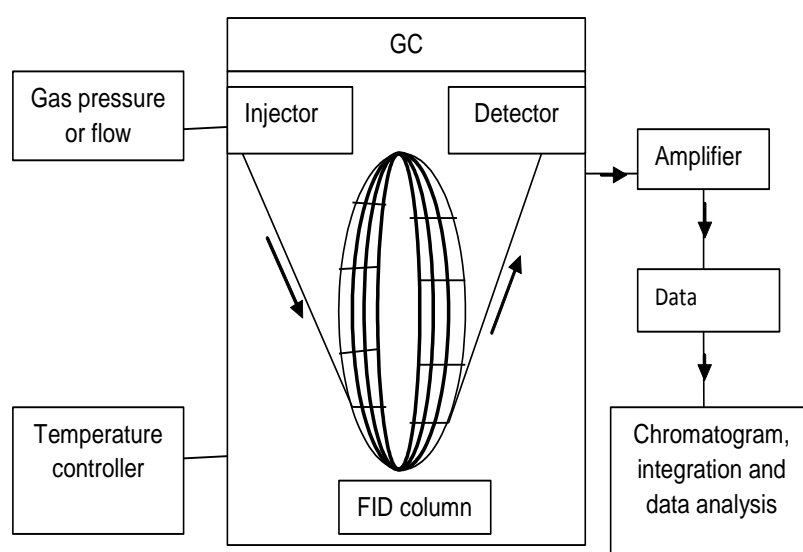 GC
Gas pressure
or flow
Injector
Detector
Amplifier
Data
Temperature
controller
FID column
Chromatogram,
integration and
data analysis